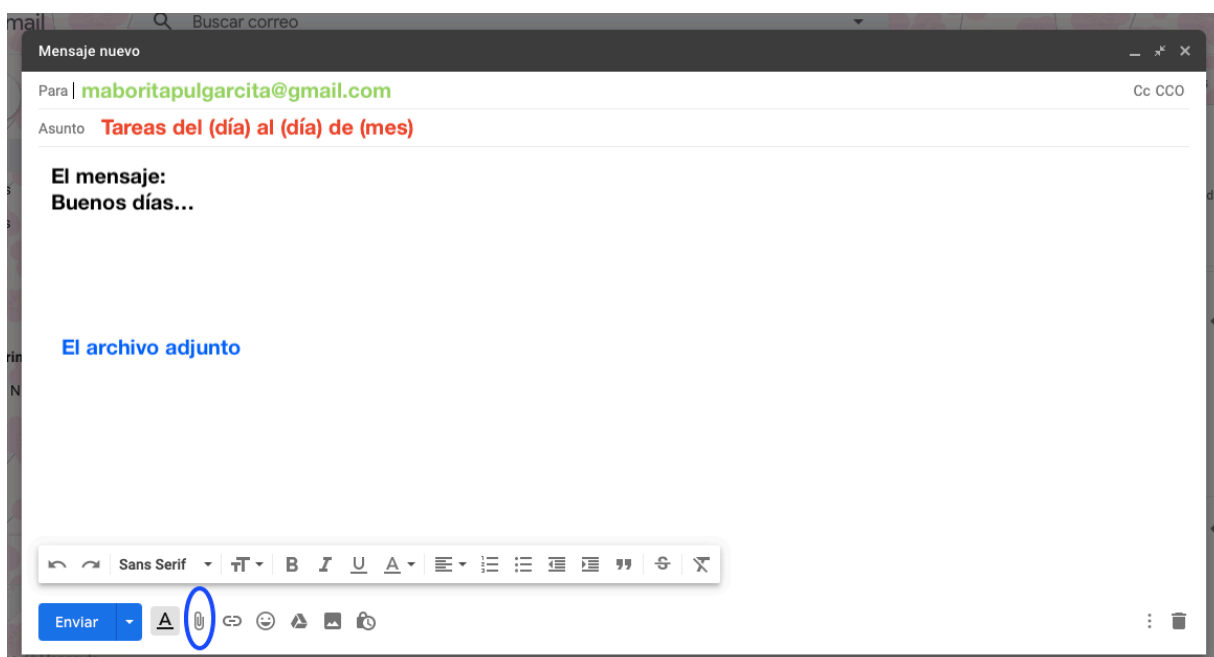 mail
Buscar correo
Mensaje nuevo
Para maboritapulgarcita@gmail.com
Cc CCO
Asunto Tareas del (día) al (día) de (mes)
El mensaje:
Buenos días...
El archivo adjunto
Sans Serif
Enviar